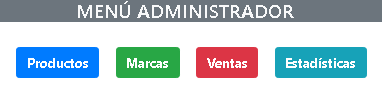 MENÚ ADMINISTRADOR
Productos Marcas Ventas Estadísticas